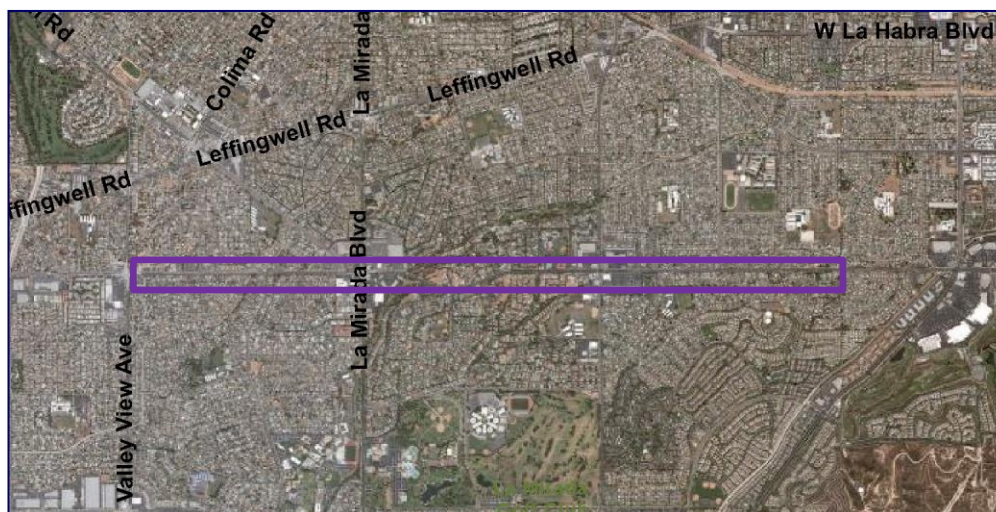 n Rd
Colima Rd
La Mirada
W La Habra Blvd
Leffingwell Rd
Leffingwell Rd
ffingwell Rd
La Mirada Blvd
Valley View Ave